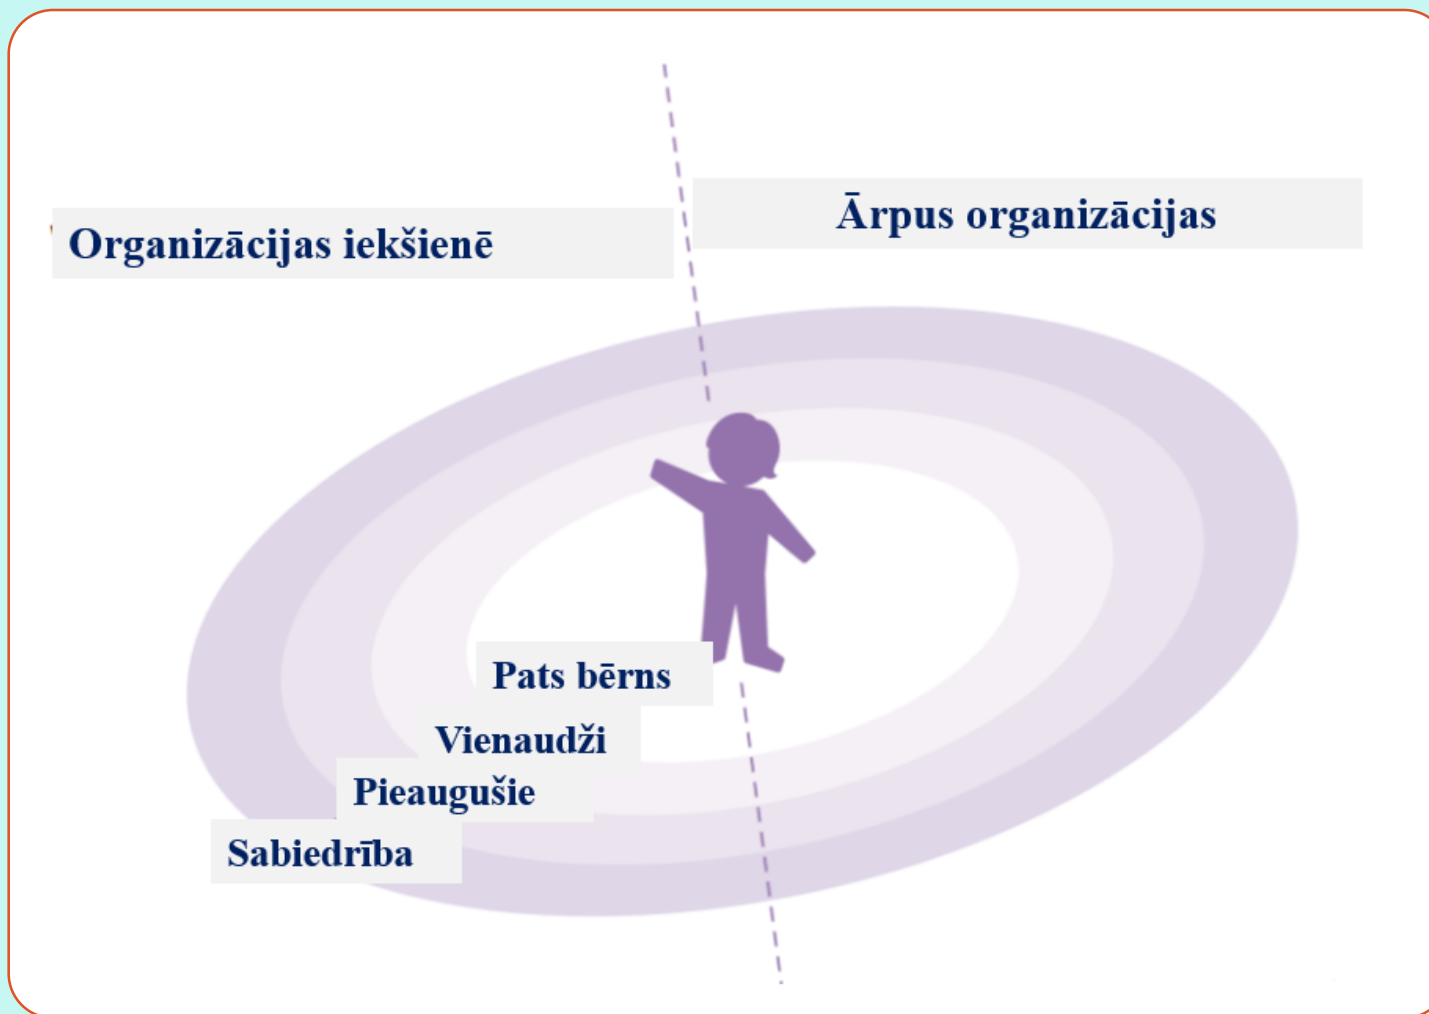 Organizācijas iekšienē
Ārpus organizācijas
Pats bērns
Vienaudži
Pieaugušie
Sabiedrība